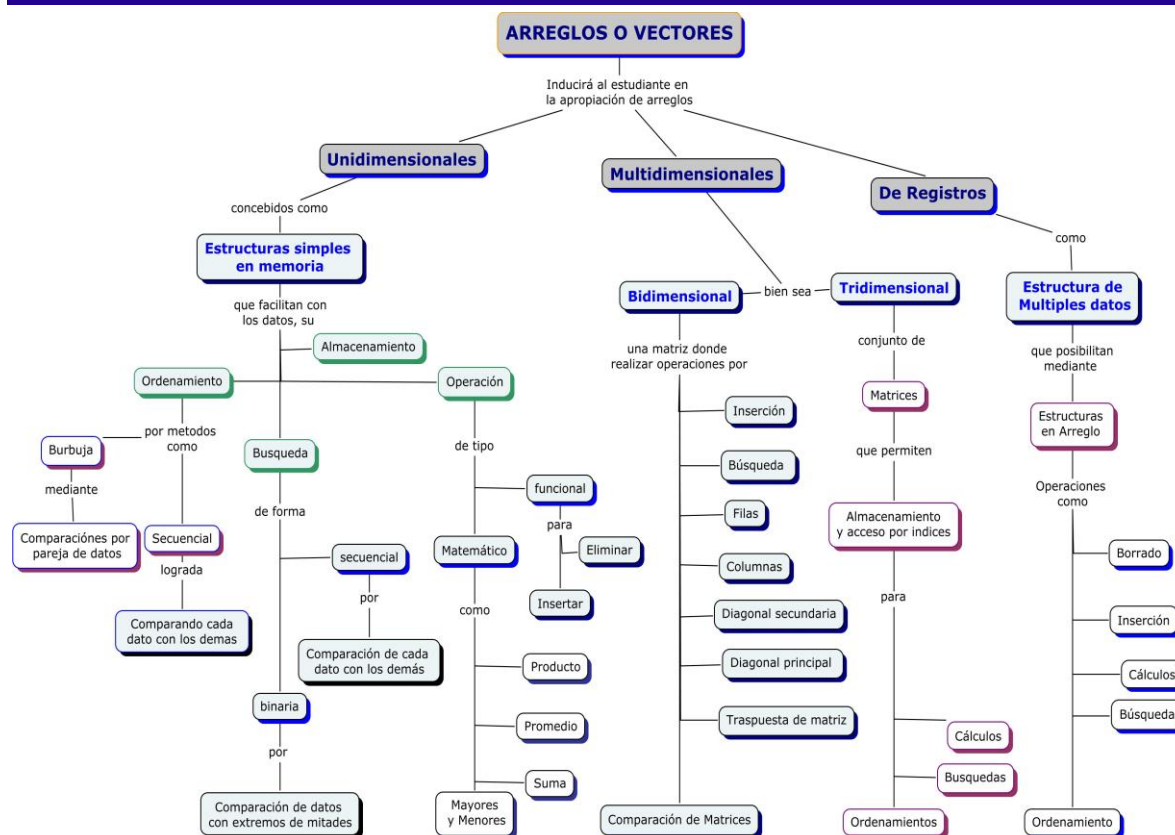 ARREGLOS O VECTORES
Inducirá al estudiante en
la apropiación de arreglos
Unidimensionales
Multidimensionales
De Registros
concebidos como
Estructuras simples
en memoria
que facilitan con
los datos, su
Almacenamiento
Ordenamiento
Operación
por metodos
como
Burbuja
mediante
Comparaciónes por
pareja de datos
Secuencial
lograda
Comparando cada
dato con los demas
Busqueda
de forma
secuencial
por
Comparación de cada
dato con los demás
binaria
por
Comparación de datos
con extremos de mitades
de tipo
funcional
para
Eliminar
Insertar
Matemático
como
Producto
Promedio
Suma
Mayores
y Menores
bien sea
Bidimensional
Tridimensional
una matriz donde
realizar operaciones por
Inserción
Búsqueda
Filas
Columnas
Diagonal secundaria
Diagonal principal
Traspuesta de matriz
Comparación de Matrices
conjunto de
Matrices
que permiten
Almacenamiento
y acceso por indices
para
Cálculos
Busquedas
Ordenamientos
como
Estructura de
Multiples datos
que posibilitan
mediante
Estructuras
en Arreglo
Operaciones
como
Borrado
Inserción
Cálculos
Búsqueda
Ordenamiento